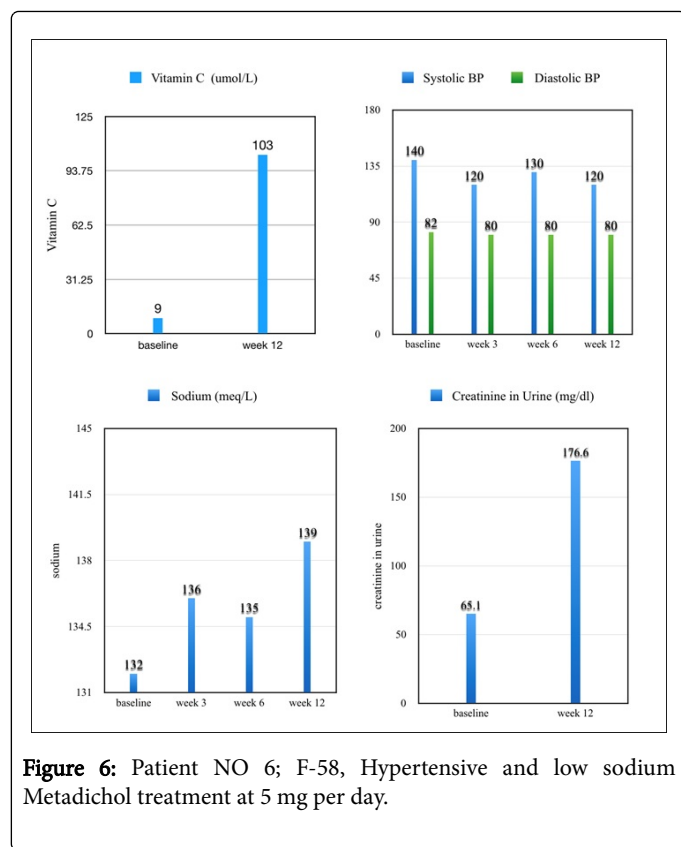 Vitamin C (umol/L)
125
93.75
62.5
31.25
0
Vitamin C
9
103
baseline
week 12
Systolic BP
Diastolic BP
180
135
90
45
0
140
82
120
80
130
80
120
80
baseline
week 3
week 6
week 12
Sodium (meq/L)
145
141.5
138
134.5
131
sodium
132
136
135
139
baseline
week 3
week 6
week 12
Creatinine in Urine (mg/dl)
200
150
100
50
0
creatinine in urine
65.1
176.6
baseline
week 12
Figure 6: Patient NO 6; F-58, Hypertensive and low sodium
Metadichol treatment at 5 mg per day.